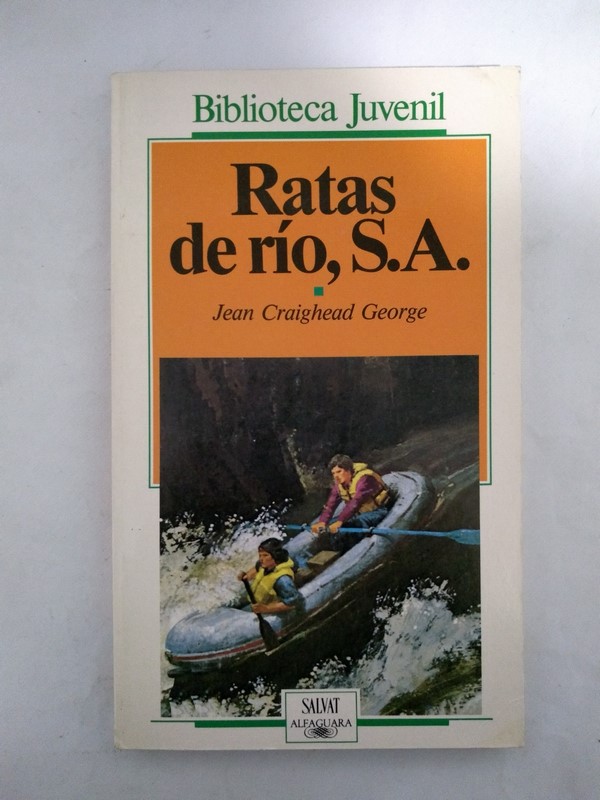 Biblioteca Juvenil
Ratas
de río, S.A.
Jean Craighead George
SALVAT
ALFAGUARA